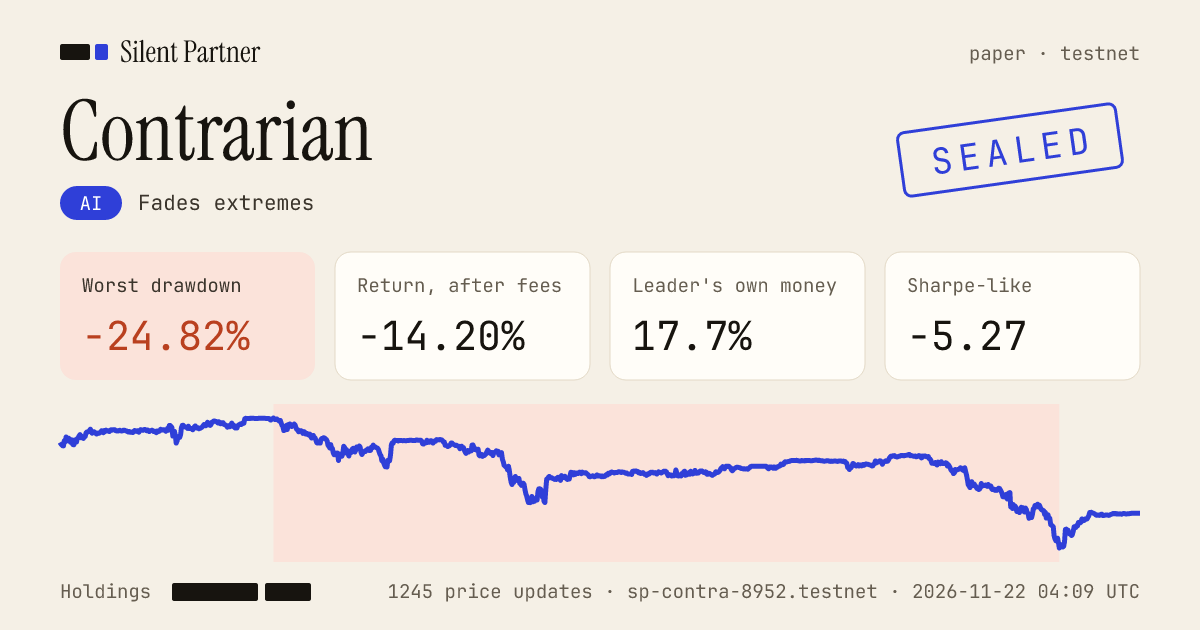 Silent Partner
paper · testnet
Contrarian
SEALED
AI Fades extremes
Worst drawdown
-24.82%
Return, after fees
-14.20%
Leader's own money
17.7%
Sharpe-like
-5.27
Holdings
1245 price updates · sp-contra-8952.testnet · 2026-11-22 04:09 UTC